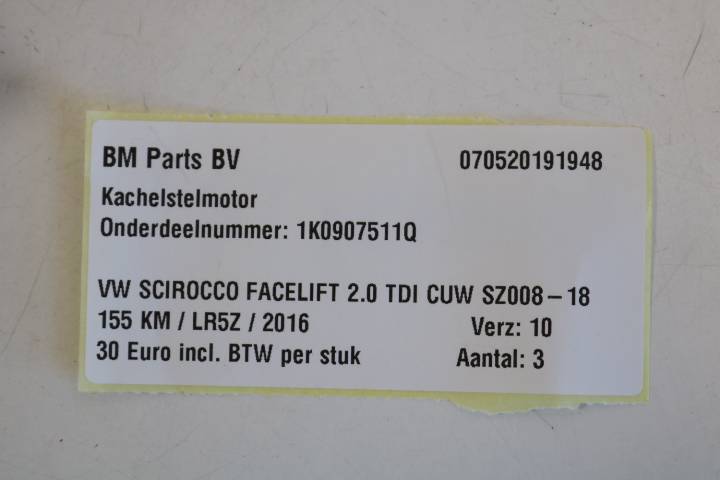 BM Parts BV 070520191948
Kachelstelmotor
Onderdeelnummer: 1K0907511Q
VW SCIROCCO FACELIFT 2.0 TDI CUW SZ008-18
155 KM / LR5Z / 2016 Verz: 10
30 Euro incl. BTW per stuk Aantal: 3